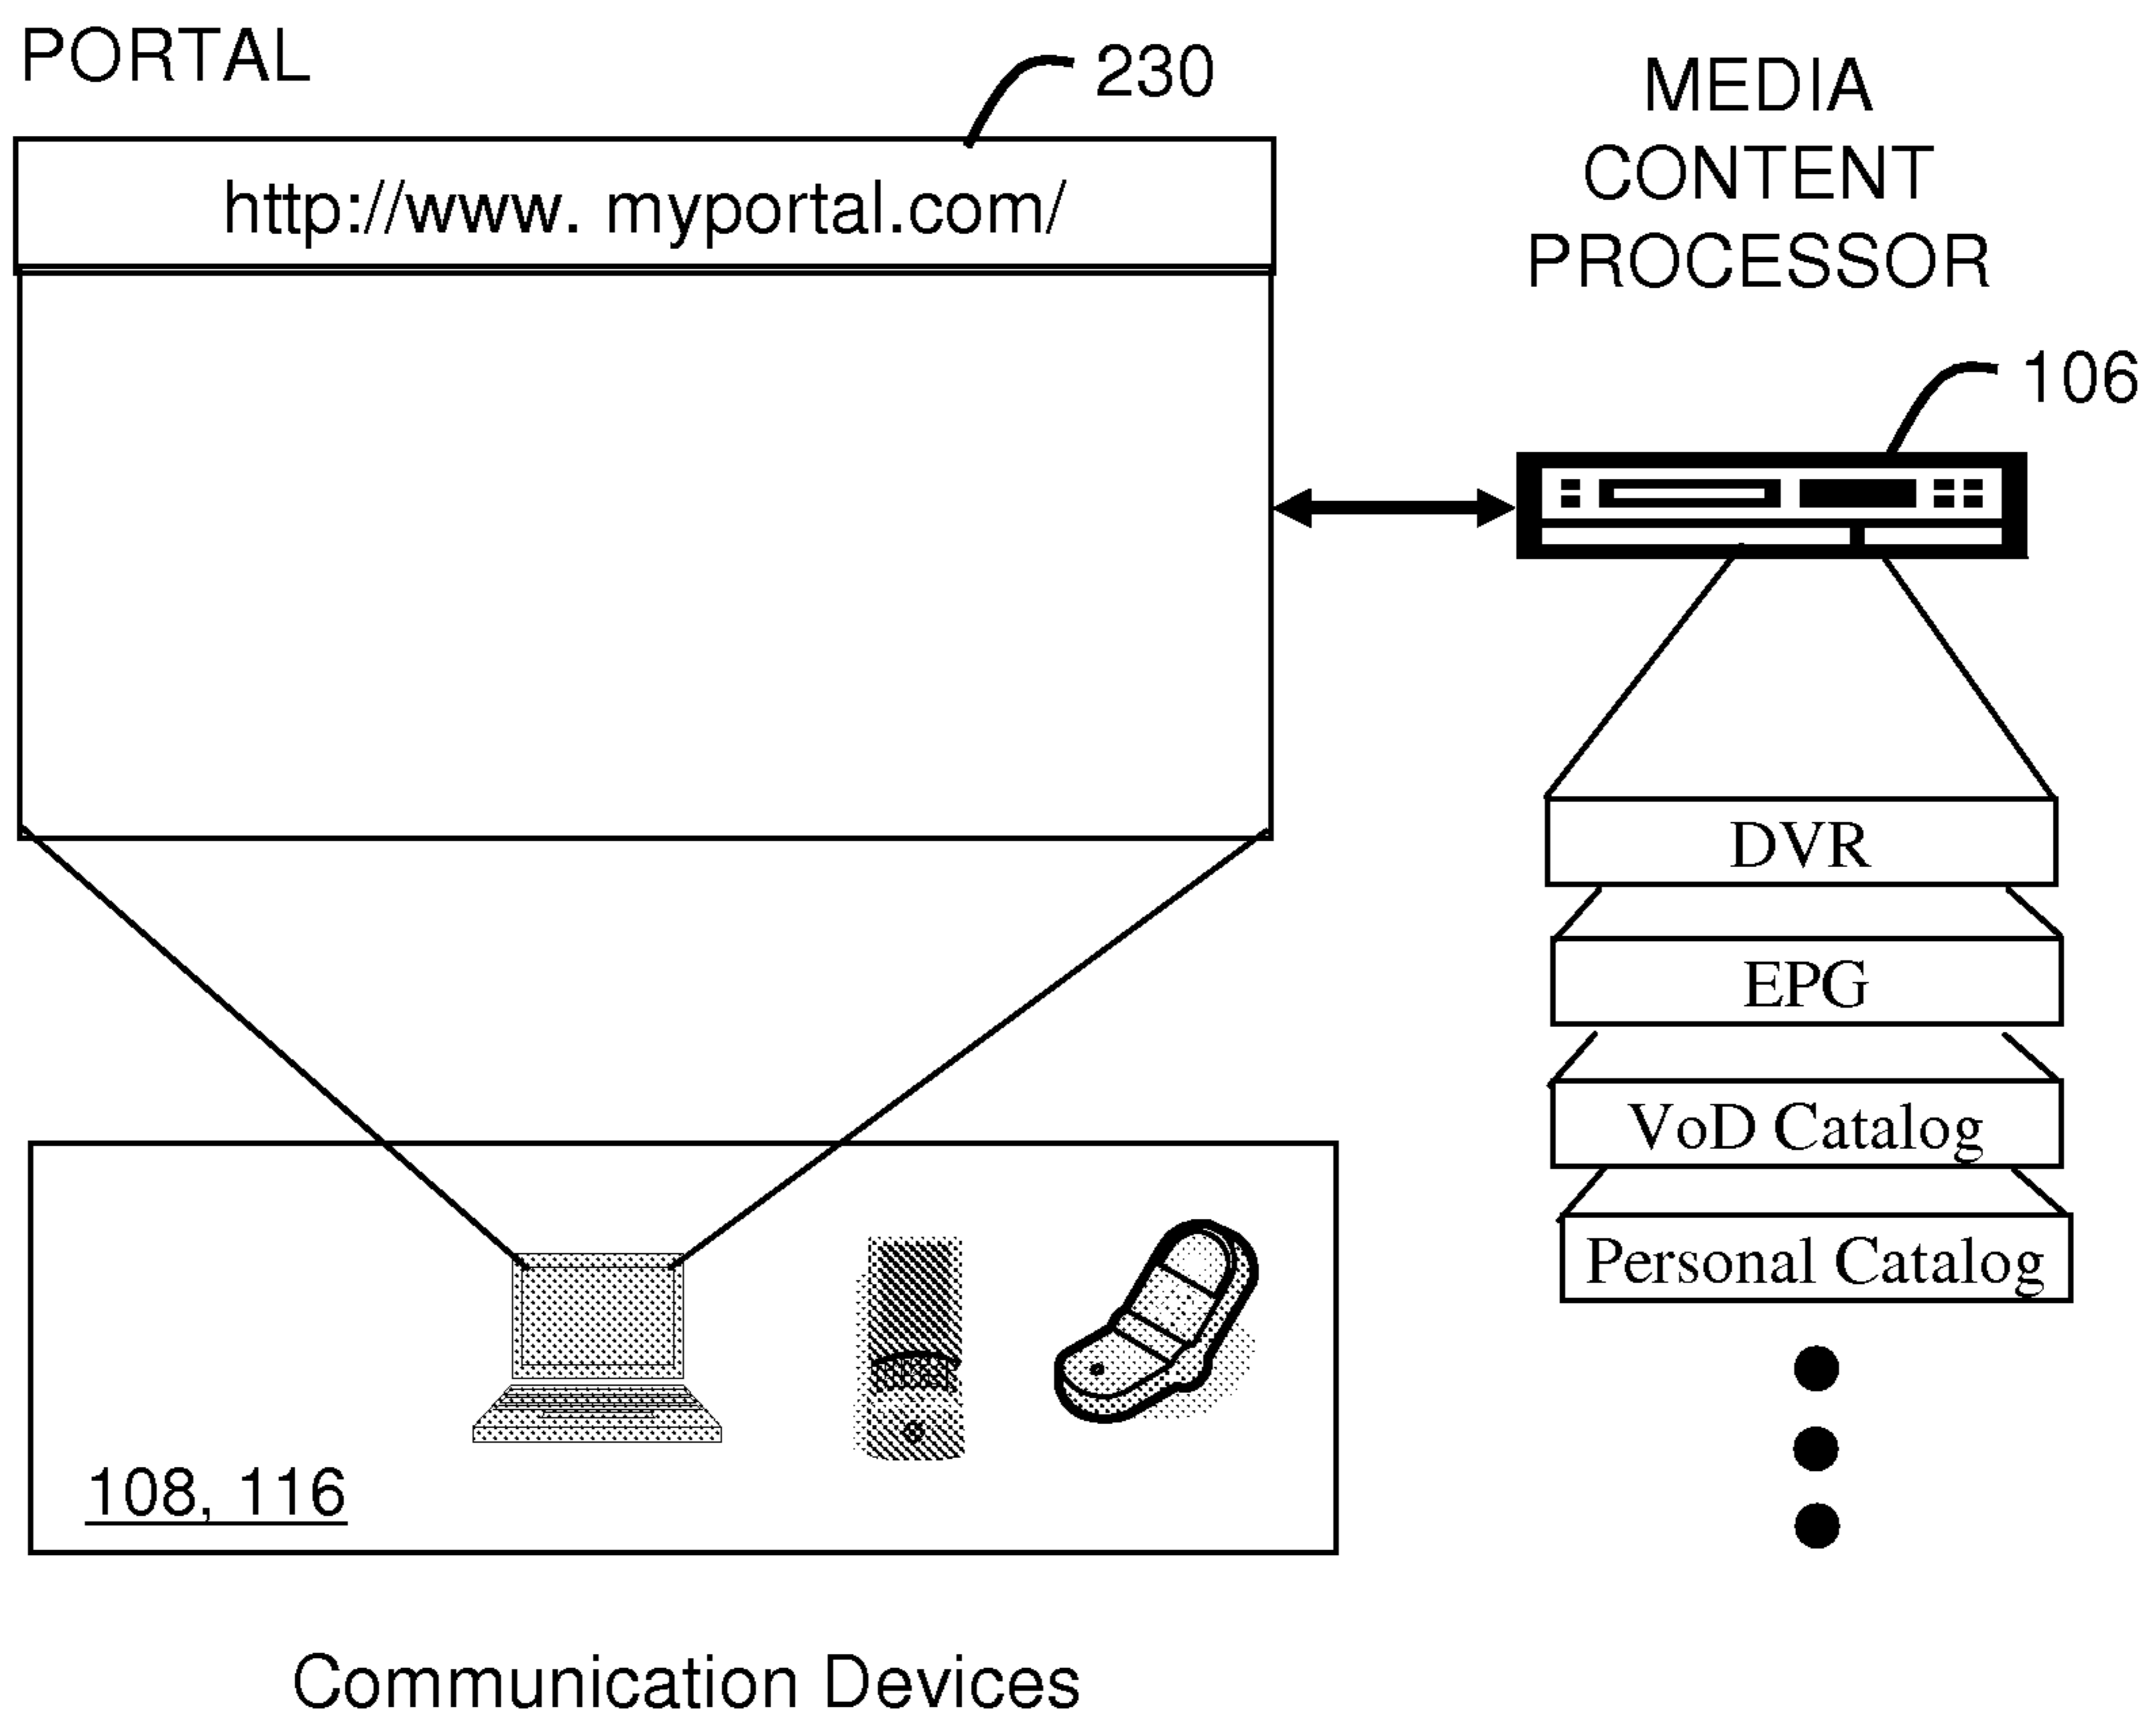 PORTAL
230
http://www. myportal.com/
MEDIA
CONTENT
PROCESSOR
106
DVR
EPG
VoD Catalog
Personal Catalog
108, 116
Communication Devices